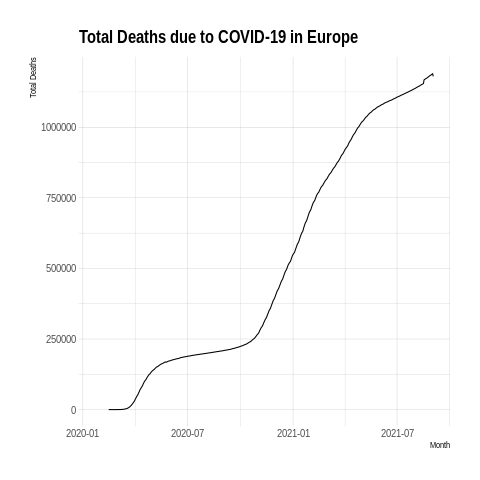 Total Deaths due to COVID-19 in Europe
Total Deaths
1000000
750000
500000
250000
0
2020-01 2020-07 2021-01 2021-07
Month